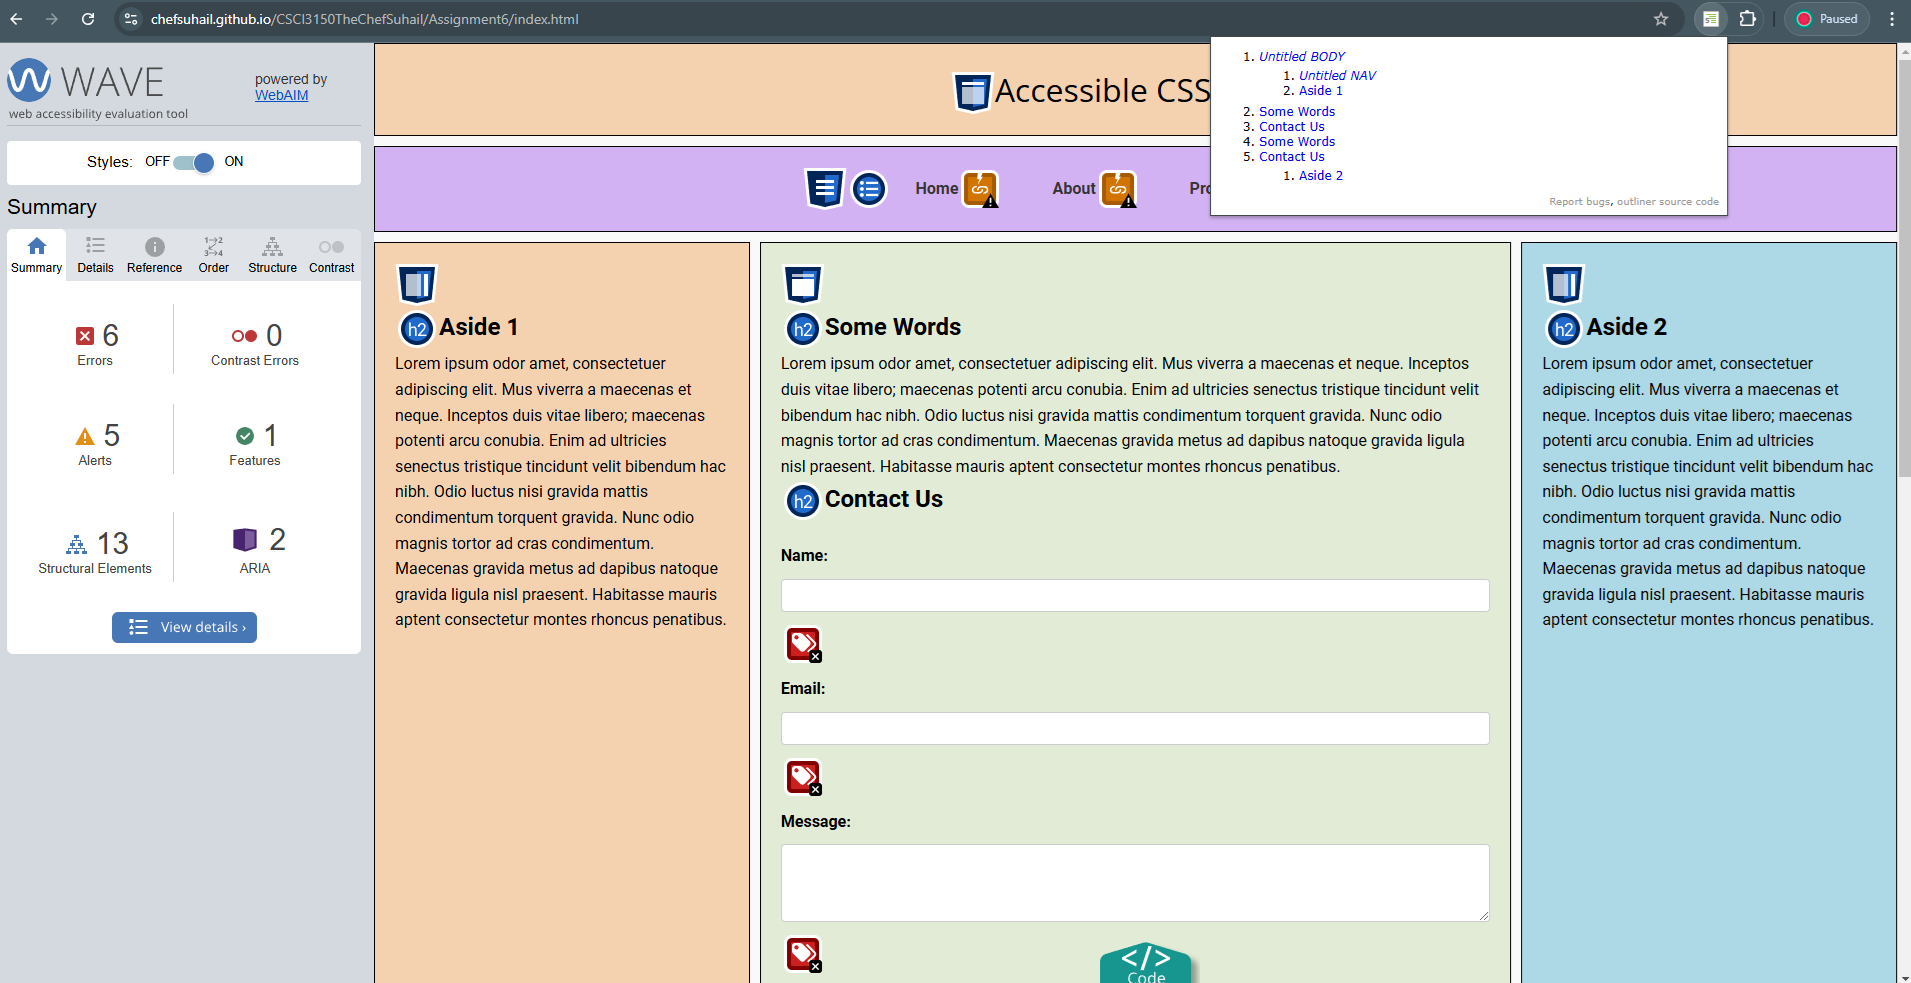 chefsuhail.github.io/CSCI3150TheChefSuhail/Assignment6/index.html
Paused
WAVE
web accessibility evaluation tool
powered by
WebAIM
Styles: OFF ON
Summary
Summary Details Reference Order Structure Contrast
6
Errors
0
Contrast Errors
5
Alerts
1
Features
13
Structural Elements
2
ARIA
View details ›
Accessible CSS
1. Untitled BODY
1. Untitled NAV
2. Aside 1
2. Some Words
3. Contact Us
4. Some Words
5. Contact Us
1. Aside 2
Report bugs, outliner source code
Home
About
h2 Aside 1
Lorem ipsum odor amet, consectetuer
adipiscing elit. Mus viverra a maecenas et
neque. Inceptos duis vitae libero; maecenas
potenti arcu conubia. Enim ad ultricies
senectus tristique tincidunt velit bibendum hac
nibh. Odio luctus nisi gravida mattis
condimentum torquent gravida. Nunc odio
magnis tortor ad cras condimentum.
Maecenas gravida metus ad dapibus natoque
gravida ligula nisl praesent. Habitasse mauris
aptent consectetur montes rhoncus penatibus.
h2 Some Words
Lorem ipsum odor amet, consectetuer adipiscing elit. Mus viverra a maecenas et neque. Inceptos
duis vitae libero; maecenas potenti arcu conubia. Enim ad ultricies senectus tristique tincidunt velit
bibendum hac nibh. Odio luctus nisi gravida mattis condimentum torquent gravida. Nunc odio
magnis tortor ad cras condimentum. Maecenas gravida metus ad dapibus natoque gravida ligula
nisl praesent. Habitasse mauris aptent consectetur montes rhoncus penatibus.
h2 Contact Us
Name:
Email:
Message:
</>
Code
h2 Aside 2
Lorem ipsum odor amet, consectetuer
adipiscing elit. Mus viverra a maecenas et
neque. Inceptos duis vitae libero; maecenas
potenti arcu conubia. Enim ad ultricies
senectus tristique tincidunt velit bibendum hac
nibh. Odio luctus nisi gravida mattis
condimentum torquent gravida. Nunc odio
magnis tortor ad cras condimentum.
Maecenas gravida metus ad dapibus natoque
gravida ligula nisl praesent. Habitasse mauris
aptent consectetur montes rhoncus penatibus.